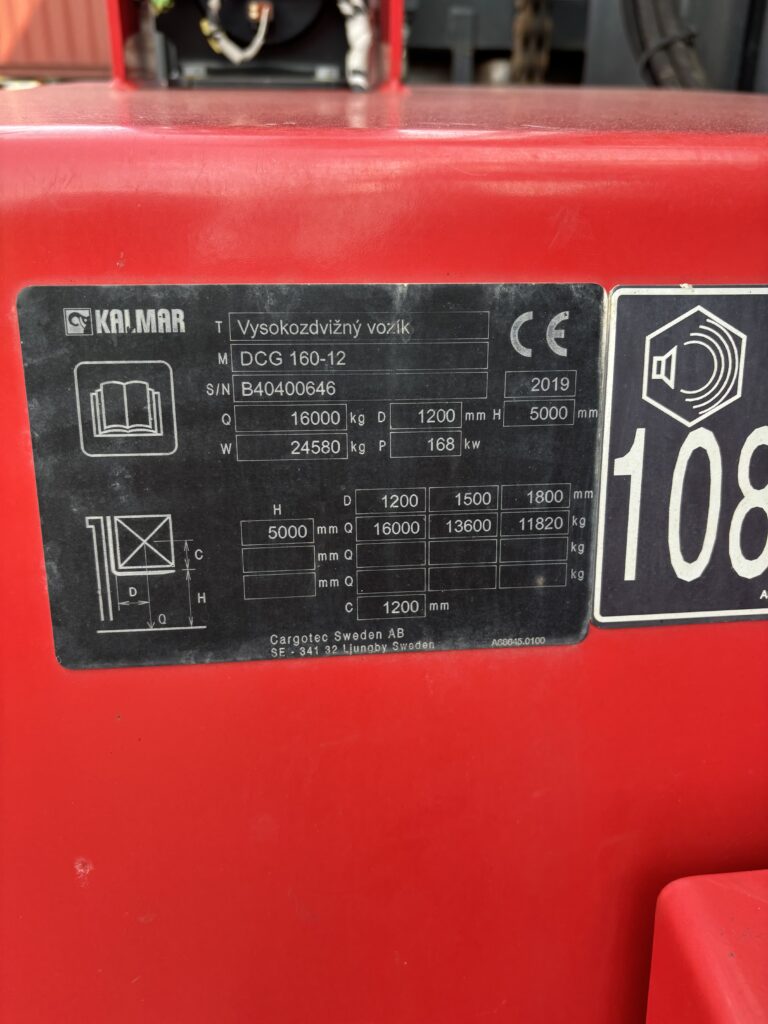 KALMAR
T Vysokozdvižný vozík
M DCG 160-12
S/N B40400646 2019
Q 16000 kg D 1200 mm H 5000 mm
W 24580 kg P 168 kw
CE
H D 1200 1500 1800 mm
5000 mm Q 16000 13600 11820 kg
mm Q kg
mm Q kg
C 1200 mm
C
D H
Q
Cargotec Sweden AB
SE - 341 32 Ljungby Sweden A68645.0100
108